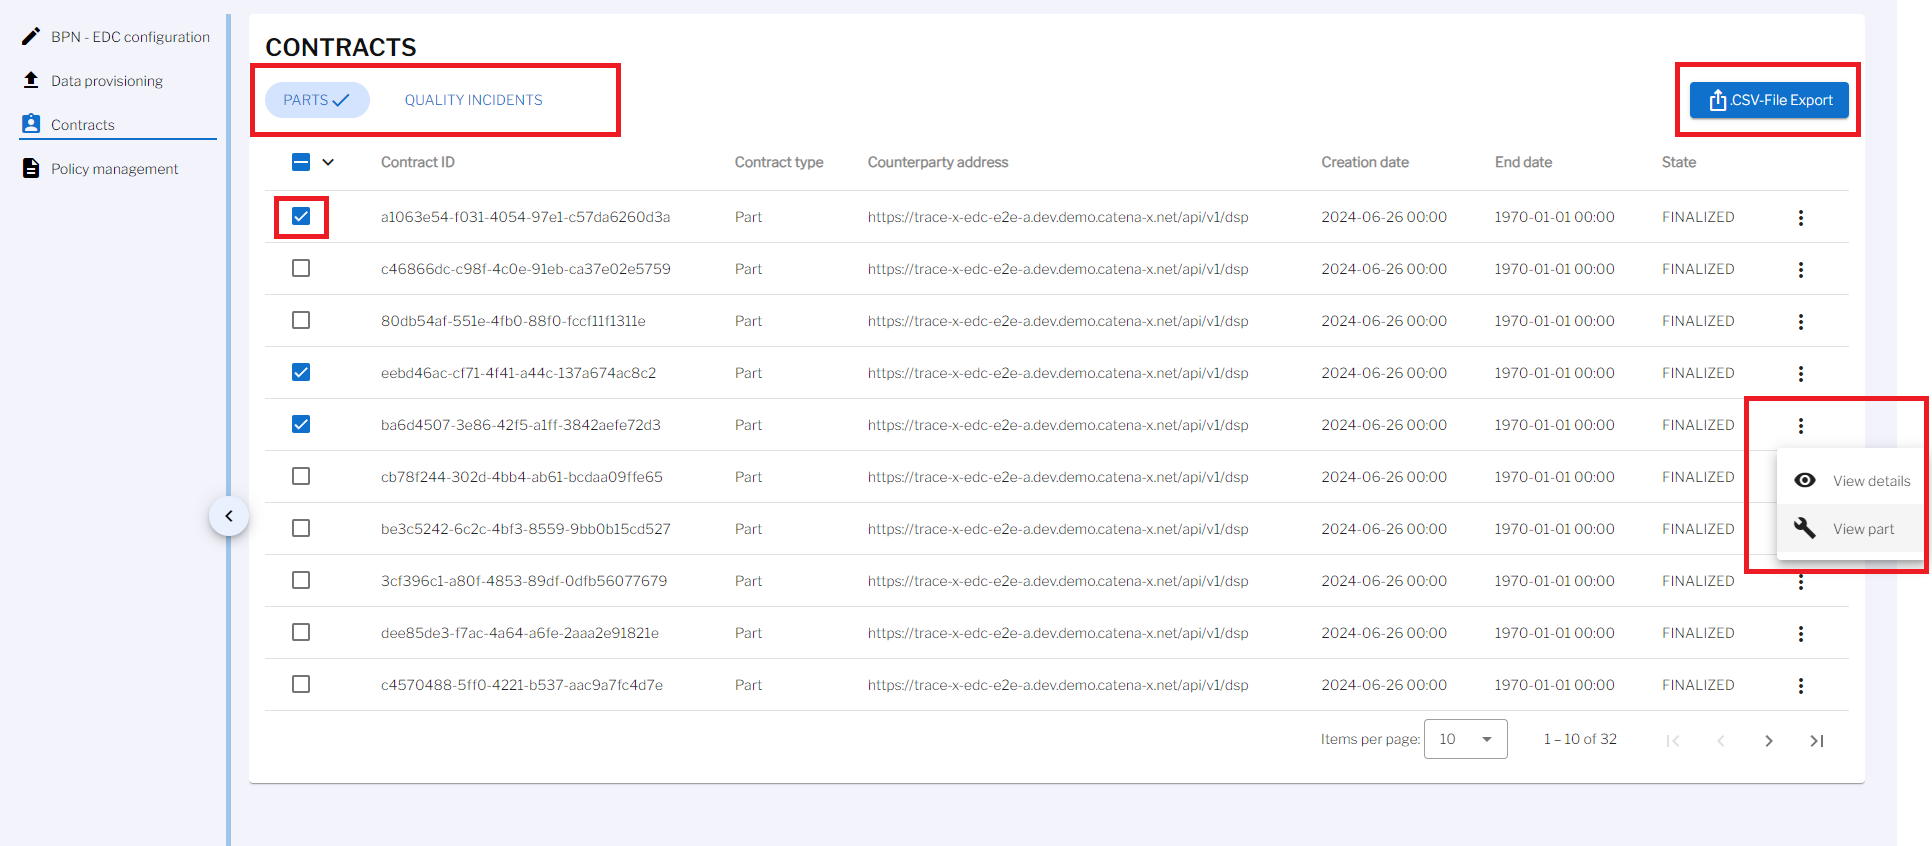 BPN - EDC configuration
Data provisioning
Contracts
Policy management
CONTRACTS
PARTS QUALITY INCIDENTS
.CSV-File Export
Contract ID Contract type Counterparty address Creation date End date State
a1063e54-f031-4054-97e1-c57da6260d3a Part https://trace-x-edc-e2e-a.dev.demo.catena-x.net/api/v1/dsp 2024-06-26 00:00 1970-01-01 00:00 FINALIZED
c46866dc-c98f-4c0e-91eb-ca37e02e5759 Part https://trace-x-edc-e2e-a.dev.demo.catena-x.net/api/v1/dsp 2024-06-26 00:00 1970-01-01 00:00 FINALIZED
80db54af-551e-4fb0-88f0-fccf11f1311e Part https://trace-x-edc-e2e-a.dev.demo.catena-x.net/api/v1/dsp 2024-06-26 00:00 1970-01-01 00:00 FINALIZED
eebd46ac-cf71-4f41-a44c-137a674ac8c2 Part https://trace-x-edc-e2e-a.dev.demo.catena-x.net/api/v1/dsp 2024-06-26 00:00 1970-01-01 00:00 FINALIZED
ba6d4507-3e86-42f5-a1ff-3842aefe72d3 Part https://trace-x-edc-e2e-a.dev.demo.catena-x.net/api/v1/dsp 2024-06-26 00:00 1970-01-01 00:00 FINALIZED
cb78f244-302d-4bb4-ab61-bcdaa09ffe65 Part https://trace-x-edc-e2e-a.dev.demo.catena-x.net/api/v1/dsp 2024-06-26 00:00 1970-01-01 00:00 FINALIZED
View details
be3c5242-6c2c-4bf3-8559-9bb0b15cd527 Part https://trace-x-edc-e2e-a.dev.demo.catena-x.net/api/v1/dsp 2024-06-26 00:00 1970-01-01 00:00 FINALIZED
View part
3cf396c1-a80f-4853-89df-0dfb56077679 Part https://trace-x-edc-e2e-a.dev.demo.catena-x.net/api/v1/dsp 2024-06-26 00:00 1970-01-01 00:00 FINALIZED
dee85de3-f7ac-4a64-a6fe-2aaa2e91821e Part https://trace-x-edc-e2e-a.dev.demo.catena-x.net/api/v1/dsp 2024-06-26 00:00 1970-01-01 00:00 FINALIZED
c4570488-5ff0-4221-b537-aac9a7fc4d7e Part https://trace-x-edc-e2e-a.dev.demo.catena-x.net/api/v1/dsp 2024-06-26 00:00 1970-01-01 00:00 FINALIZED
Items per page: 10 1 – 10 of 32